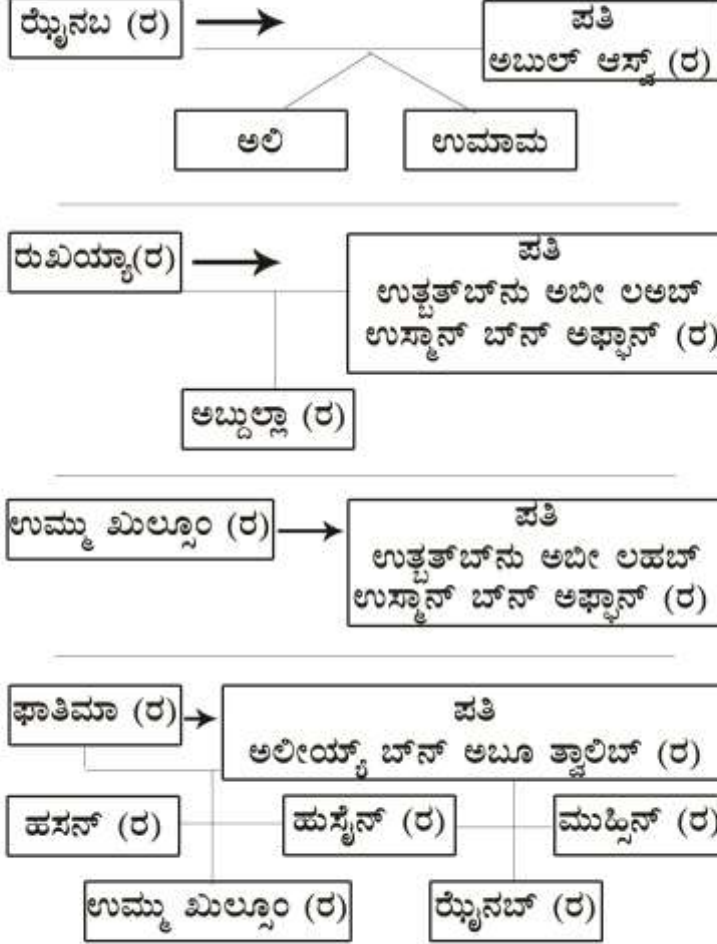 ಝೈನಬ (ರ)
ಪತಿ
ಅಬುಲ್ ಆಸ್ವ್ (ರ)
ಅಲಿ
ಉಮಾಮ
ರುಖಯ್ಯಾ(ರ)
ಪತಿ
ಉತ್ಬತ್‌ಬ್‌ನು ಅಬೀ ಲಅಬ್
ಉಸ್ಮಾನ್ ಬ್‌ನ್ ಅಫ್ಫಾನ್ (ರ)
ಅಬ್ದುಲ್ಲಾ (ರ)
ಉಮ್ಮು ಖುಲ್ಸೂಂ (ರ)
ಪತಿ
ಉತ್ಬತ್‌ಬ್‌ನು ಅಬೀ ಲಹಬ್
ಉಸ್ಮಾನ್ ಬ್‌ನ್ ಅಫ್ಫಾನ್ (ರ)
ಫಾತಿಮಾ (ರ)
ಪತಿ
ಅಲೀಯ್ಯ್ ಬ್‌ನ್ ಅಬೂ ತ್ವಾಲಿಬ್ (ರ)
ಹಸನ್ (ರ)
ಹುಸೈನ್ (ರ)
ಮುಹ್ಸಿನ್ (ರ)
ಉಮ್ಮು ಖುಲ್ಸೂಂ (ರ)
ಝೈನಬ್ (ರ)